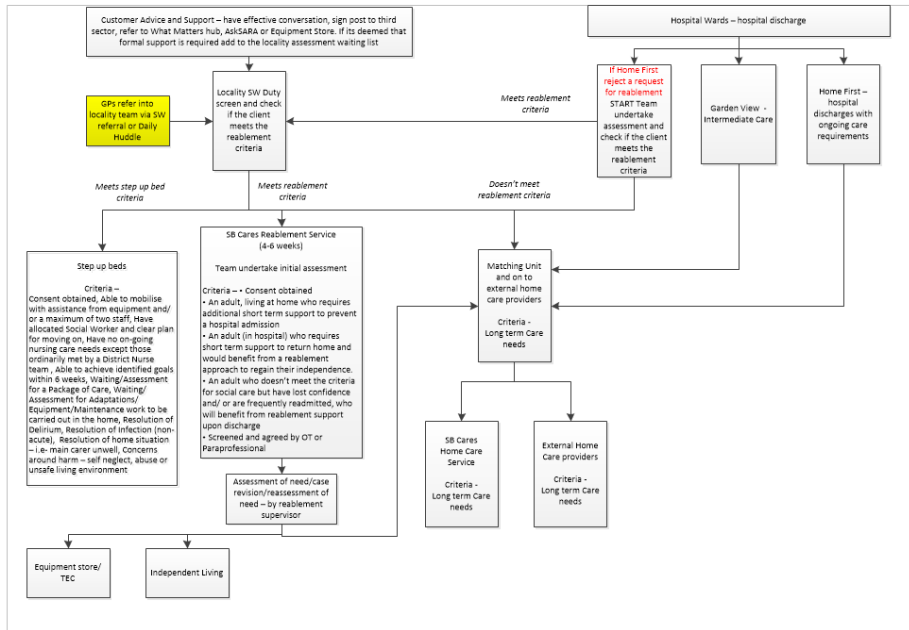 Customer Advice and Support – have effective conversation, sign post to third
sector, refer to What Matters hub, AskSARA or Equipment Store. If its deemed that
formal support is required add to the locality assessment waiting list
Hospital Wards – hospital discharge
GPs refer into
locality team via SW
referral or Daily
Huddle
Locality SW Duty
screen and check
if the client
meets the
reablement
criteria
Meets reablement
criteria
If Home First
reject a request
for reablement
START Team
undertake
assessment and
check if the client
meets the
reablement criteria
Garden View -
Intermediate Care
Home First –
hospital
discharges with
ongoing care
requirements
Meets step up bed
criteria
Meets reablement
criteria
Doesn't meet
reablement criteria
Step up beds
Criteria –
Consent obtained, Able to mobilise
with assistance from equipment and/
or a maximum of two staff, Have
allocated Social Worker and clear plan
for moving on, Have no on-going
nursing care needs except those
ordinarily met by a District Nurse
team , Able to achieve identified goals
within 6 weeks, Waiting/Assessment
for a Package of Care, Waiting/
Assessment for Adaptations/
Equipment/Maintenance work to be
carried out in the home, Resolution of
Delirium, Resolution of Infection (non-
acute), Resolution of home situation
– i.e- main carer unwell, Concerns
around harm – self neglect, abuse or
unsafe living environment
SB Cares Reablement Service
(4-6 weeks)
Team undertake initial assessment
Criteria – • Consent obtained
• An adult, living at home who requires
additional short term support to prevent
a hospital admission
• An adult (in hospital) who requires
short term support to return home and
would benefit from a reablement
approach to regain their independence.
• An adult who doesn't meet the criteria
for social care but have lost confidence
and/ or are frequently readmitted, who
will benefit from reablement support
upon discharge
• Screened and agreed by OT or
Paraprofessional
Matching Unit
and on to
external home
care providers
Criteria -
Long term Care
needs
Assessment of need/case
revision/reassessment of
need – by reablement
supervisor
SB Cares
Home Care
Service
Criteria -
Long term Care
needs
External Home
Care providers
Criteria -
Long term Care
needs
Equipment store/
TEC
Independent Living